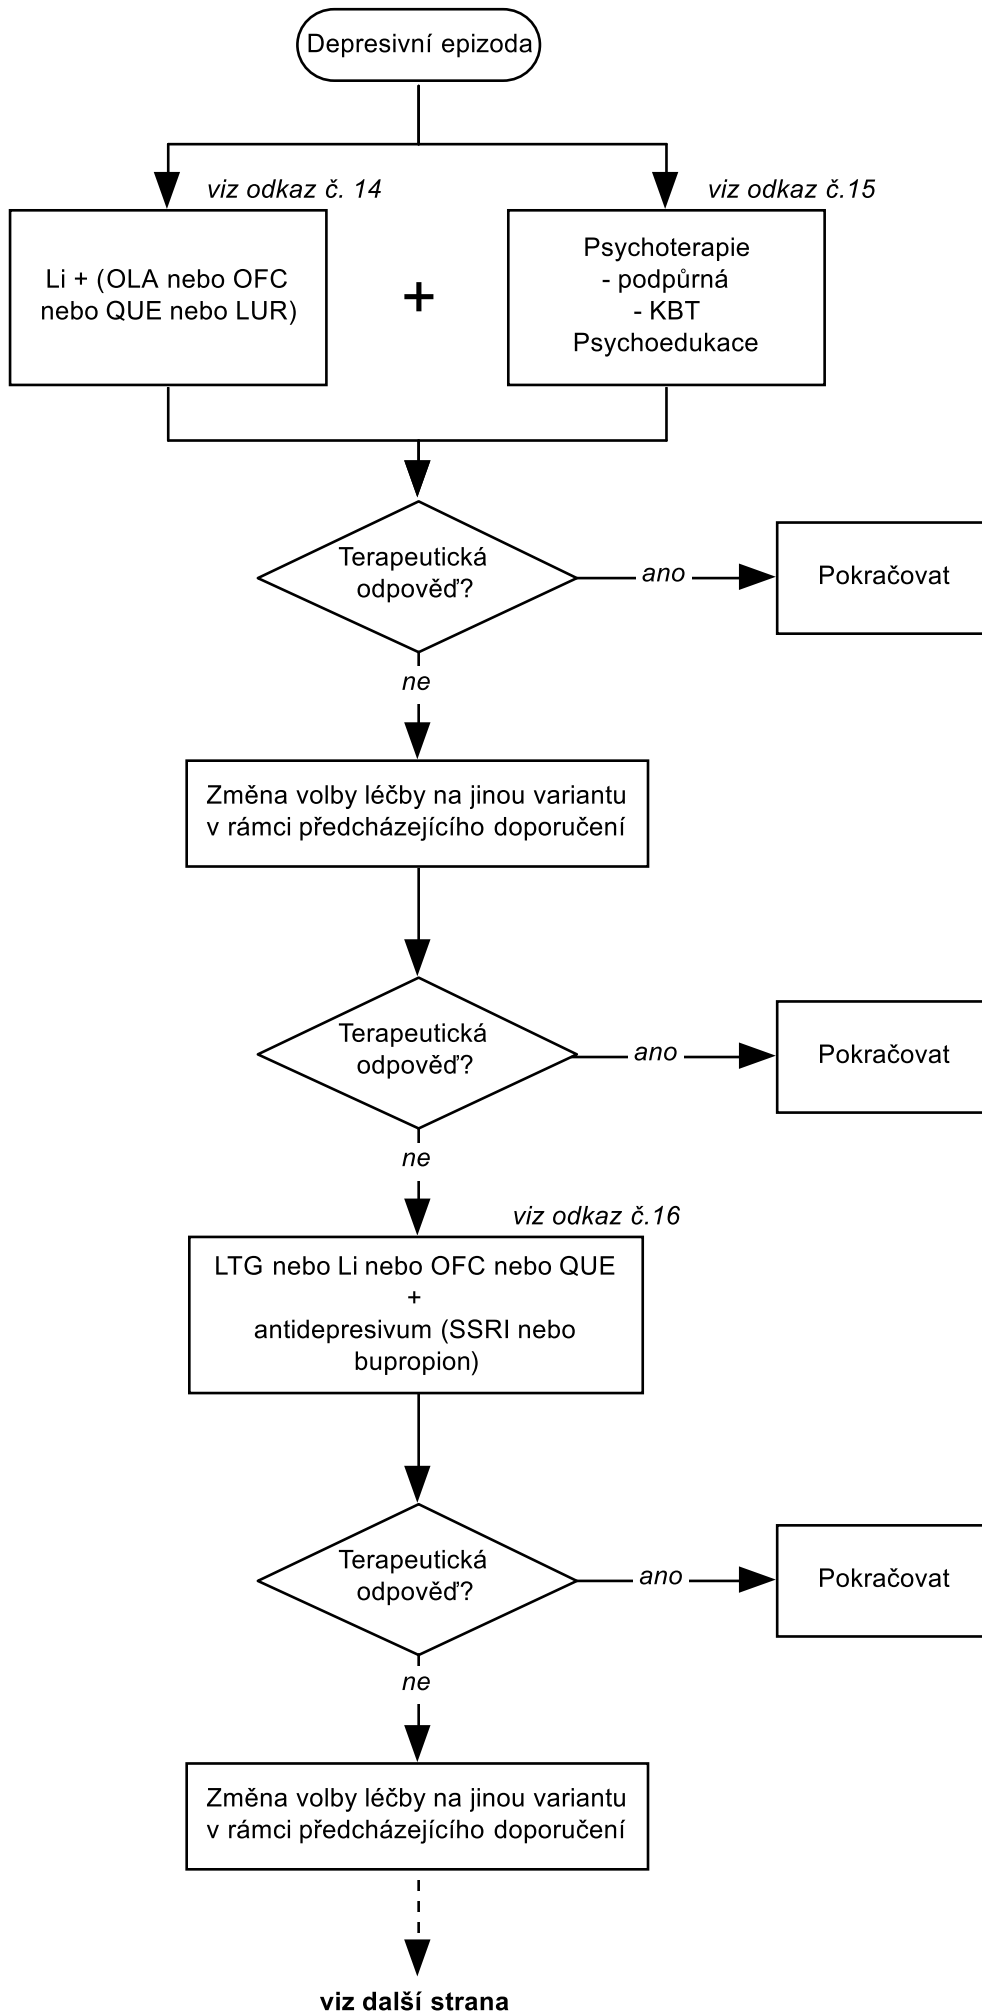 Depresivní epizoda
viz odkaz č. 14
viz odkaz č.15
Li + (OLA nebo OFC
nebo QUE nebo LUR)
+
Psychoterapie
- podpůrná
- KBT
Psychoedukace
Terapeutická
odpověď?
ano
Pokračovat
ne
Změna volby léčby na jinou variantu
v rámci předcházejícího doporučení
Terapeutická
odpověď?
ano
Pokračovat
ne
viz odkaz č.16
LTG nebo Li nebo OFC nebo QUE
+
antidepresivum (SSRI nebo
bupropion)
Terapeutická
odpověď?
ano
Pokračovat
ne
Změna volby léčby na jinou variantu
v rámci předcházejícího doporučení
viz další strana